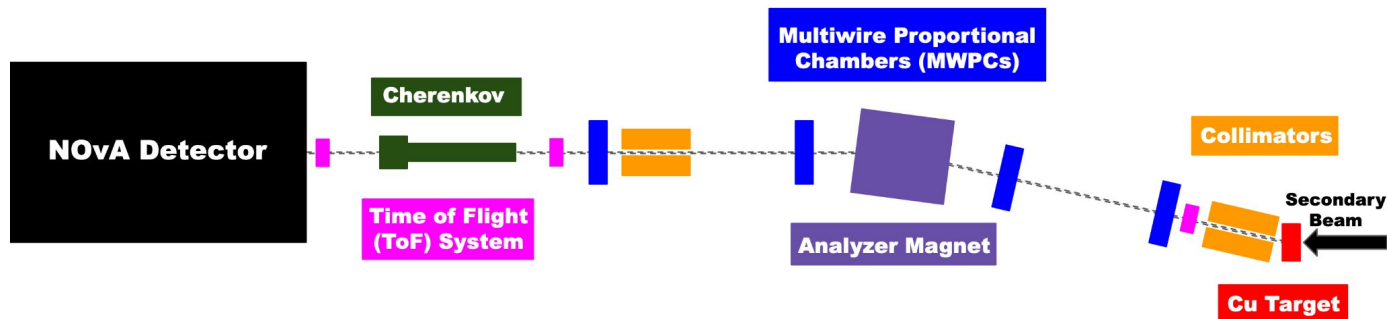 Multiwire Proportional
Chambers (MWPCs)
Cherenkov
NOvA Detector
Collimators
Secondary
Beam
Time of Flight
(ToF) System
Analyzer Magnet
Cu Target